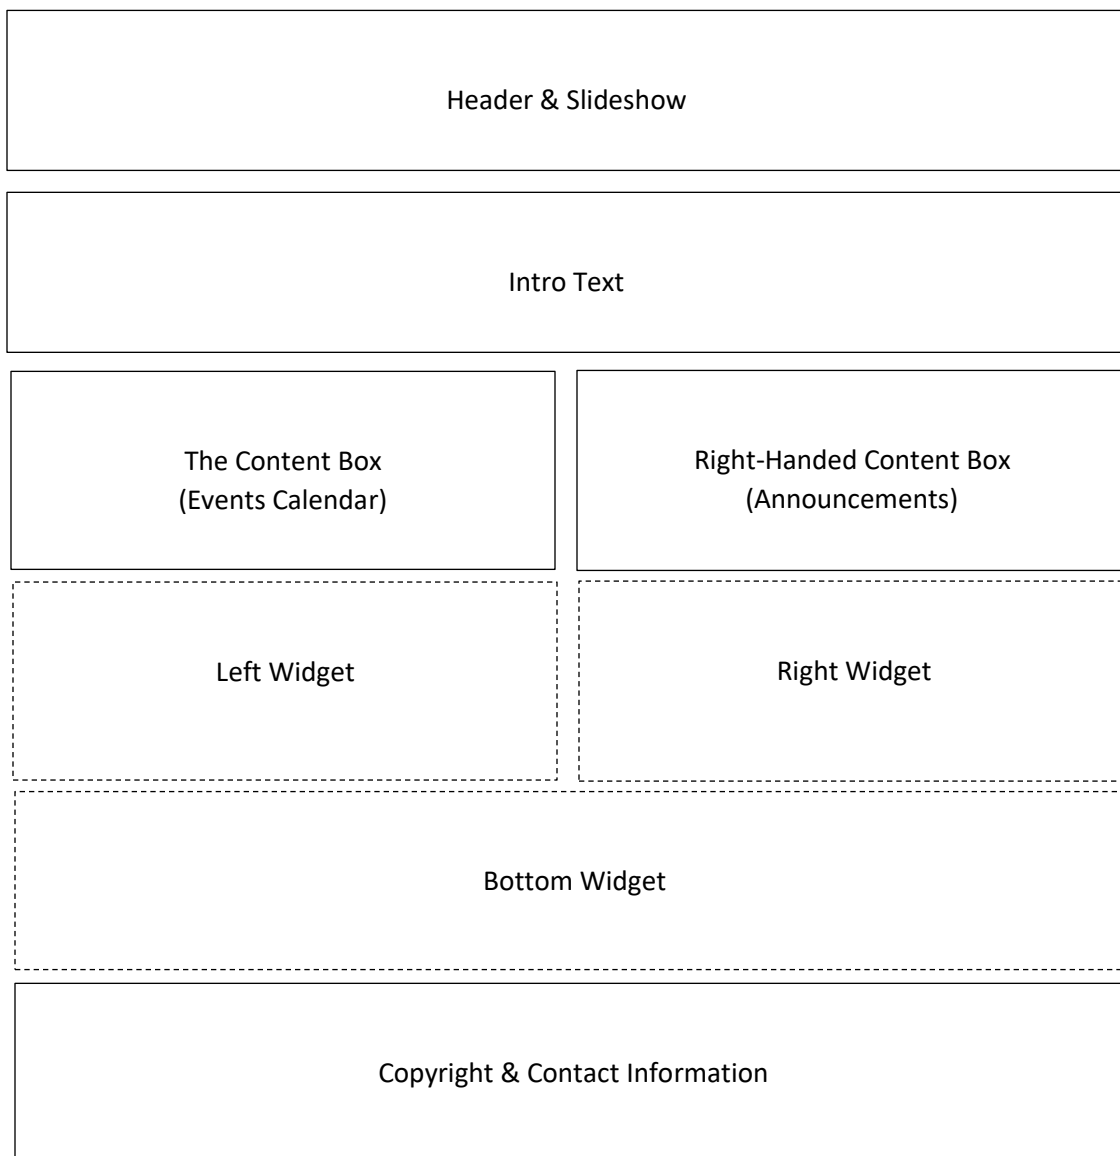 Header & Slideshow
Intro Text
The Content Box
(Events Calendar)
Right-Handed Content Box
(Announcements)
Left Widget
Right Widget
Bottom Widget
Copyright & Contact Information